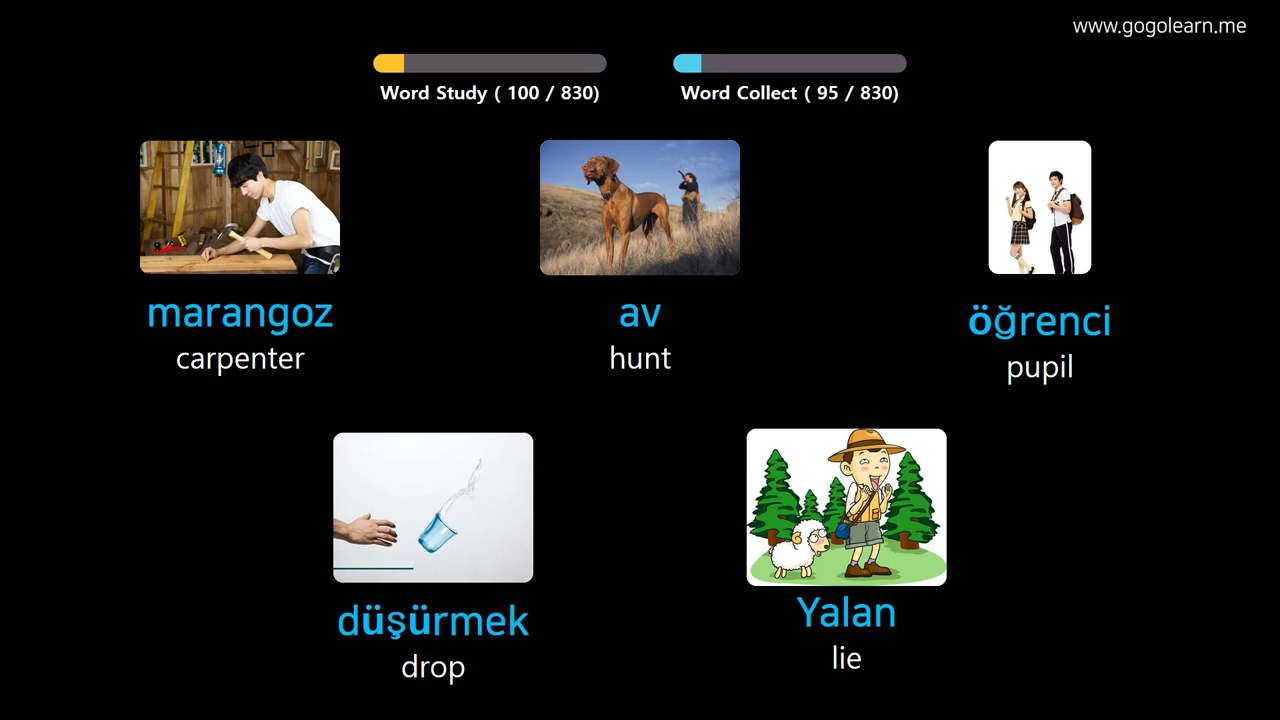 www.gogolearn.me
Word Study ( 100 / 830)
Word Collect ( 95 / 830)
marangoz
carpenter
av
hunt
öğrenci
pupil
düşürmek
drop
Yalan
lie